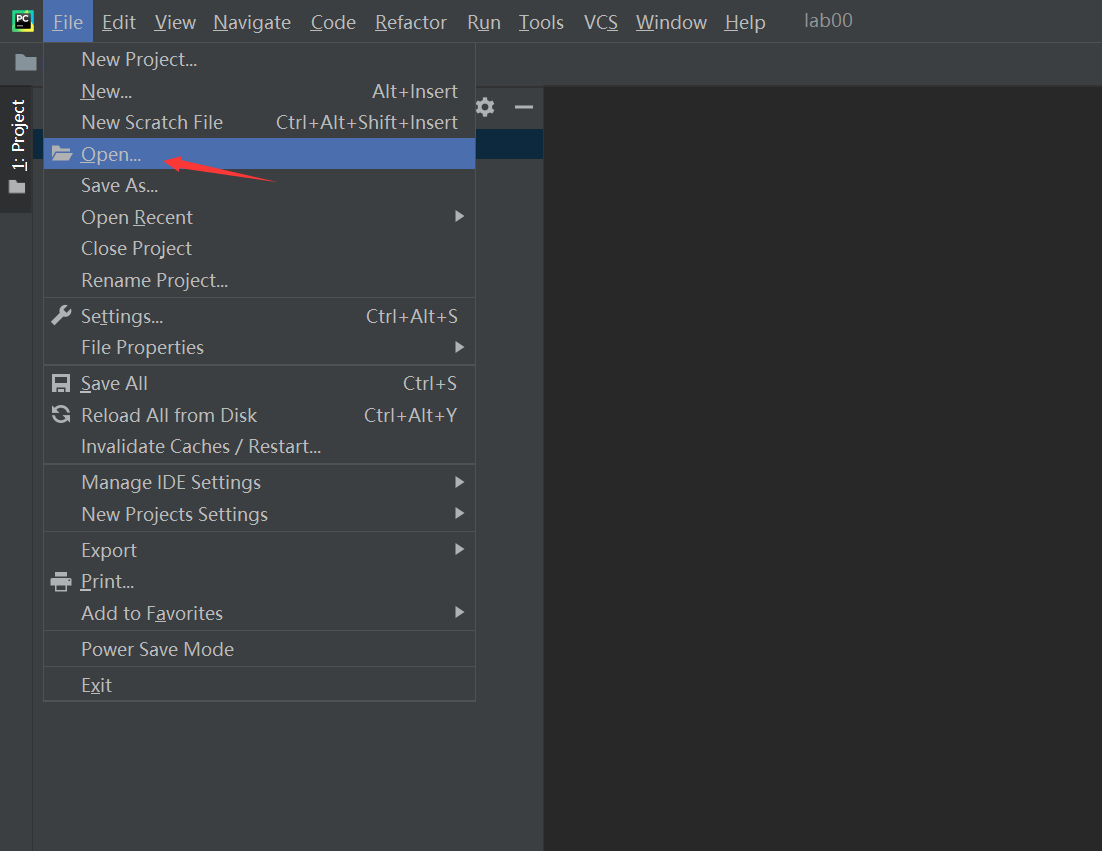 PC
File Edit View Navigate Code Refactor Run Tools VCS Window Help lab00
1: Project
New Project...
New... Alt+Insert
New Scratch File Ctrl+Alt+Shift+Insert
Open...
Save As...
Open Recent
Close Project
Rename Project...
Settings... Ctrl+Alt+S
File Properties
Save All Ctrl+S
Reload All from Disk Ctrl+Alt+Y
Invalidate Caches / Restart...
Manage IDE Settings
New Projects Settings
Export
Print...
Add to Favorites
Power Save Mode
Exit